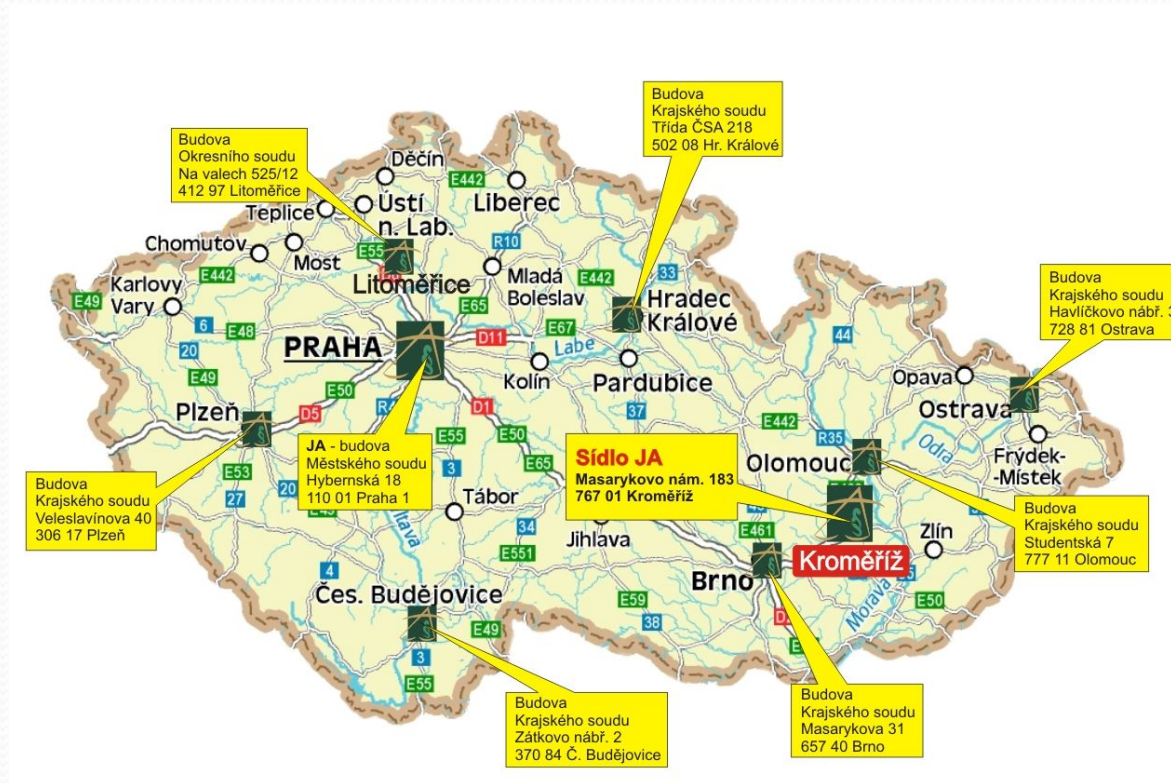 Budova
Krajského soudu
Třída ČSA 218
502 08 Hr. Králové
Budova
Okresního soudu
Na valech 525/12
412 97 Litoměřice
Děčín
E442
Teplice
Ústí
n. Lab.
Liberec
Chomutov
Most
E55
R10
Litoměřice
Mladá
Boleslav
E442
33
Karlovy
Vary
E442
E49
E65
Hradec
Králové
Budova
Krajského soudu
Havlíčkovo nábř.
728 81 Ostrava
6
E48
20
PRAHA
D11
E67
Labe
44
E49
E50
Kolín
Pardubice
Opava
Plzeň
D5
D1
37
E442
Ostrava
E55
E50
R35
Odra
JA - budova
Městského soudu
Hybernská 18
110 01 Praha 1
3
E65
Sídlo JA
Masarykovo nám. 183
767 01 Kroměříž
Olomouc
Frýdek-
-Místek
Budova
Krajského soudu
Veleslavínova 40
306 17 Plzeň
E53
27
20
Tábor
34
Jihlava
E551
E461
Zlín
Budova
Krajského soudu
Studentská 7
777 11 Olomouc
4
Kroměříž
Brno
Čes. Budějovice
E59
38
Morava
E50
E49
3
E55
Budova
Krajského soudu
Zátkovo nábř. 2
370 84 Č. Budějovice
Budova
Krajského soudu
Masarykova 31
657 40 Brno